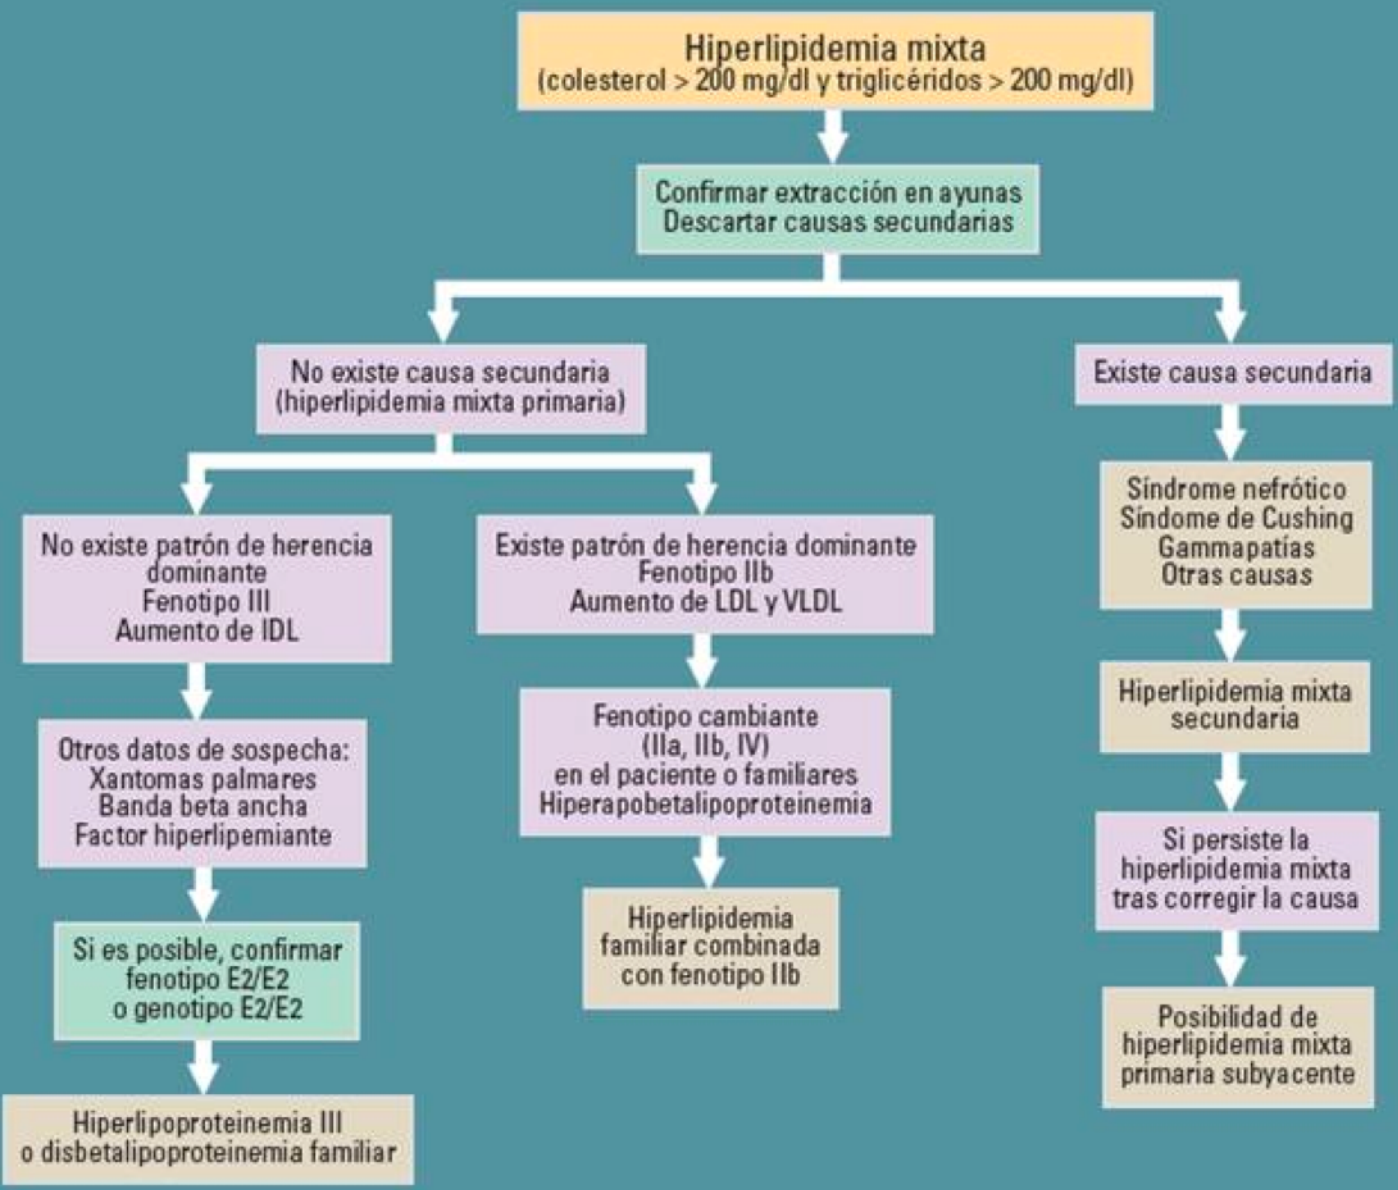 Hiperlipidemia mixta
(colesterol > 200 mg/dl y triglicéridos > 200 mg/dl)
Confirmar extracción en ayunas
Descartar causas secundarias
No existe causa secundaria
(hiperlipidemia mixta primaria)
Existe causa secundaria
No existe patrón de herencia
dominante
Fenotipo III
Aumento de IDL
Existe patrón de herencia dominante
Fenotipo IIb
Aumento de LDL y VLDL
Síndrome nefrótico
Síndome de Cushing
Gammapatías
Otras causas
Otros datos de sospecha:
Xantomas palmares
Banda beta ancha
Factor hiperlipemiante
Fenotipo cambiante
(IIa, IIb, IV)
en el paciente o familiares
Hiperapobetalipoproteinemia
Hiperlipidemia mixta
secundaria
Si persiste la
hiperlipidemia mixta
tras corregir la causa
Si es posible, confirmar
fenotipo E2/E2
o genotipo E2/E2
Hiperlipidemia
familiar combinada
con fenotipo IIb
Posibilidad de
hiperlipidemia mixta
primaria subyacente
Hiperlipoproteinemia III
o disbetalipoproteinemia familiar